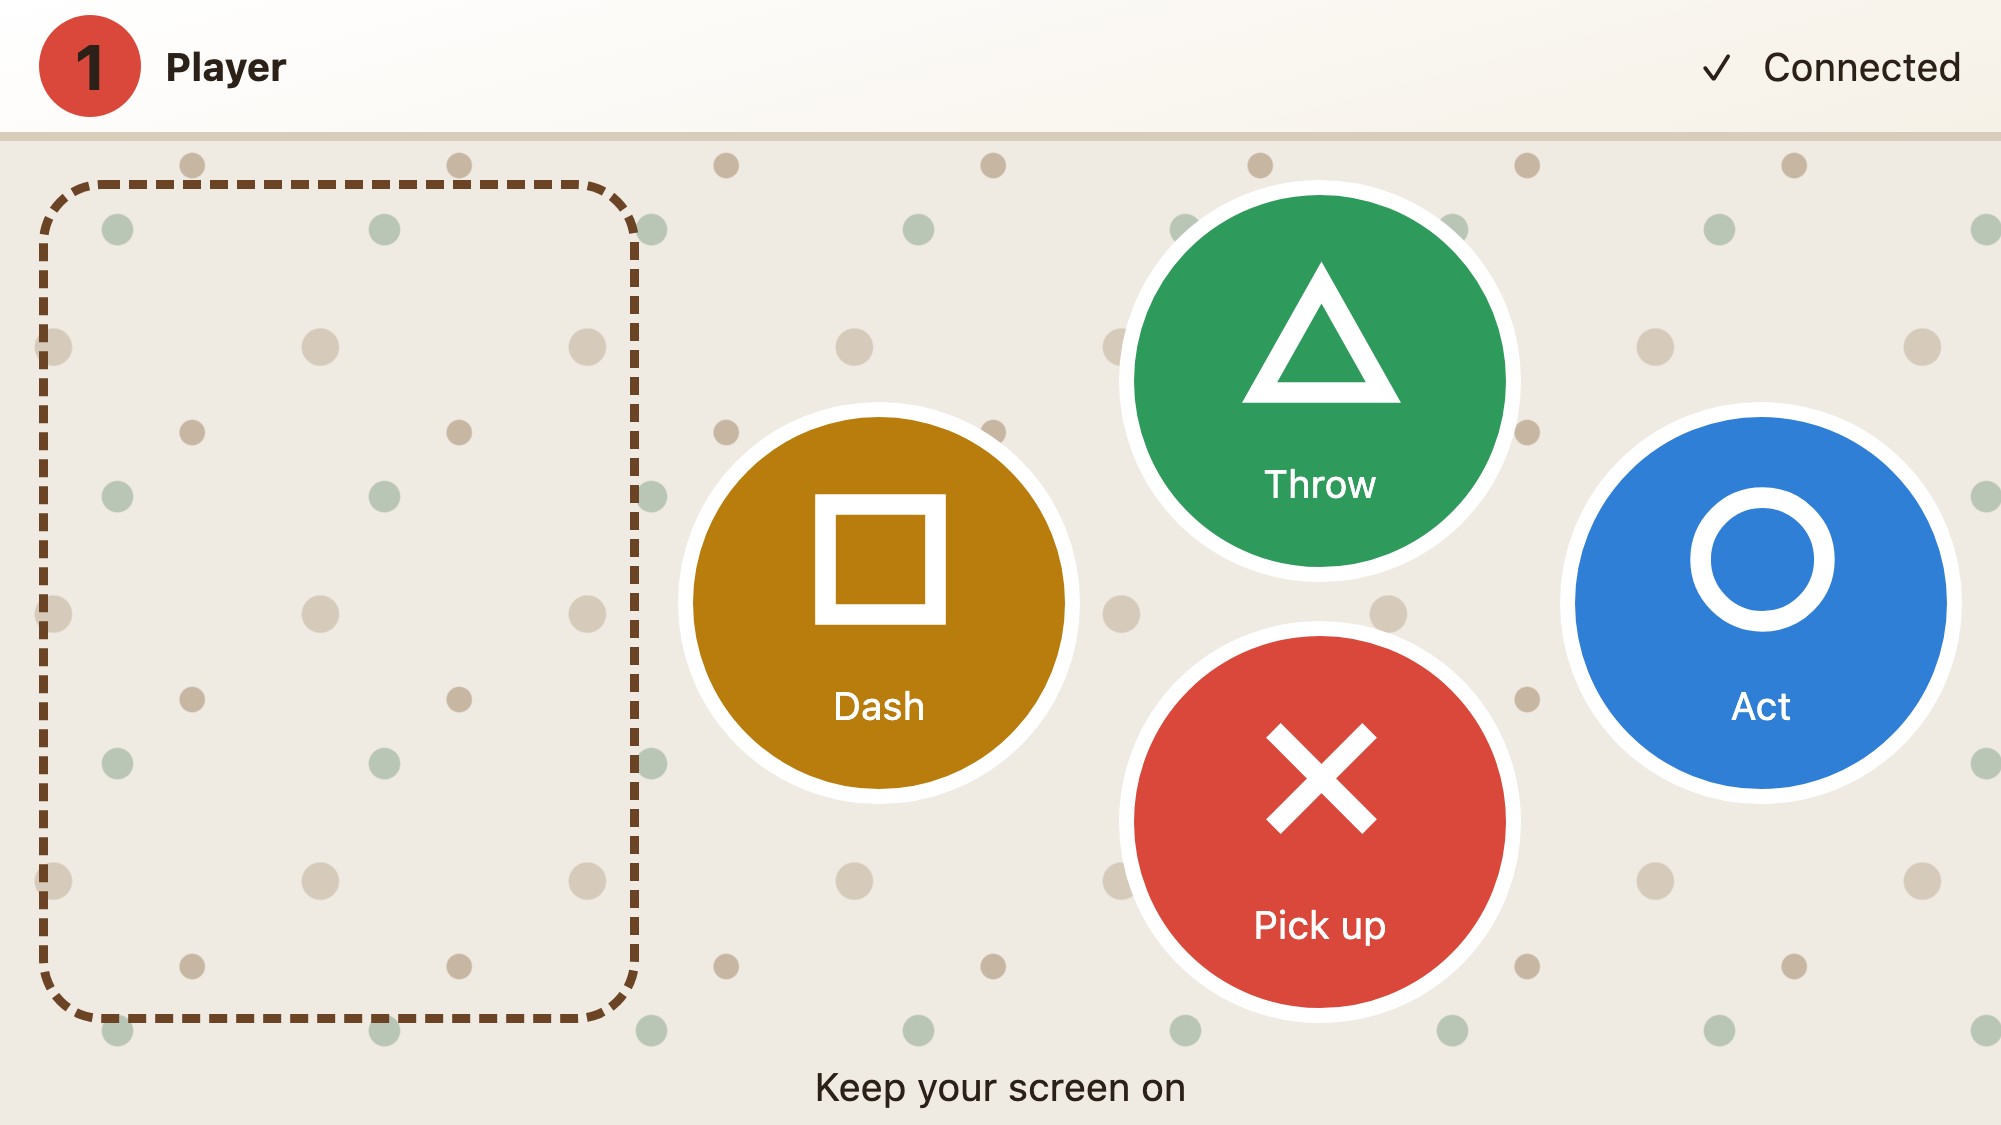 1 Player
✓ Connected
Throw
Dash
Act
Pick up
Keep your screen on